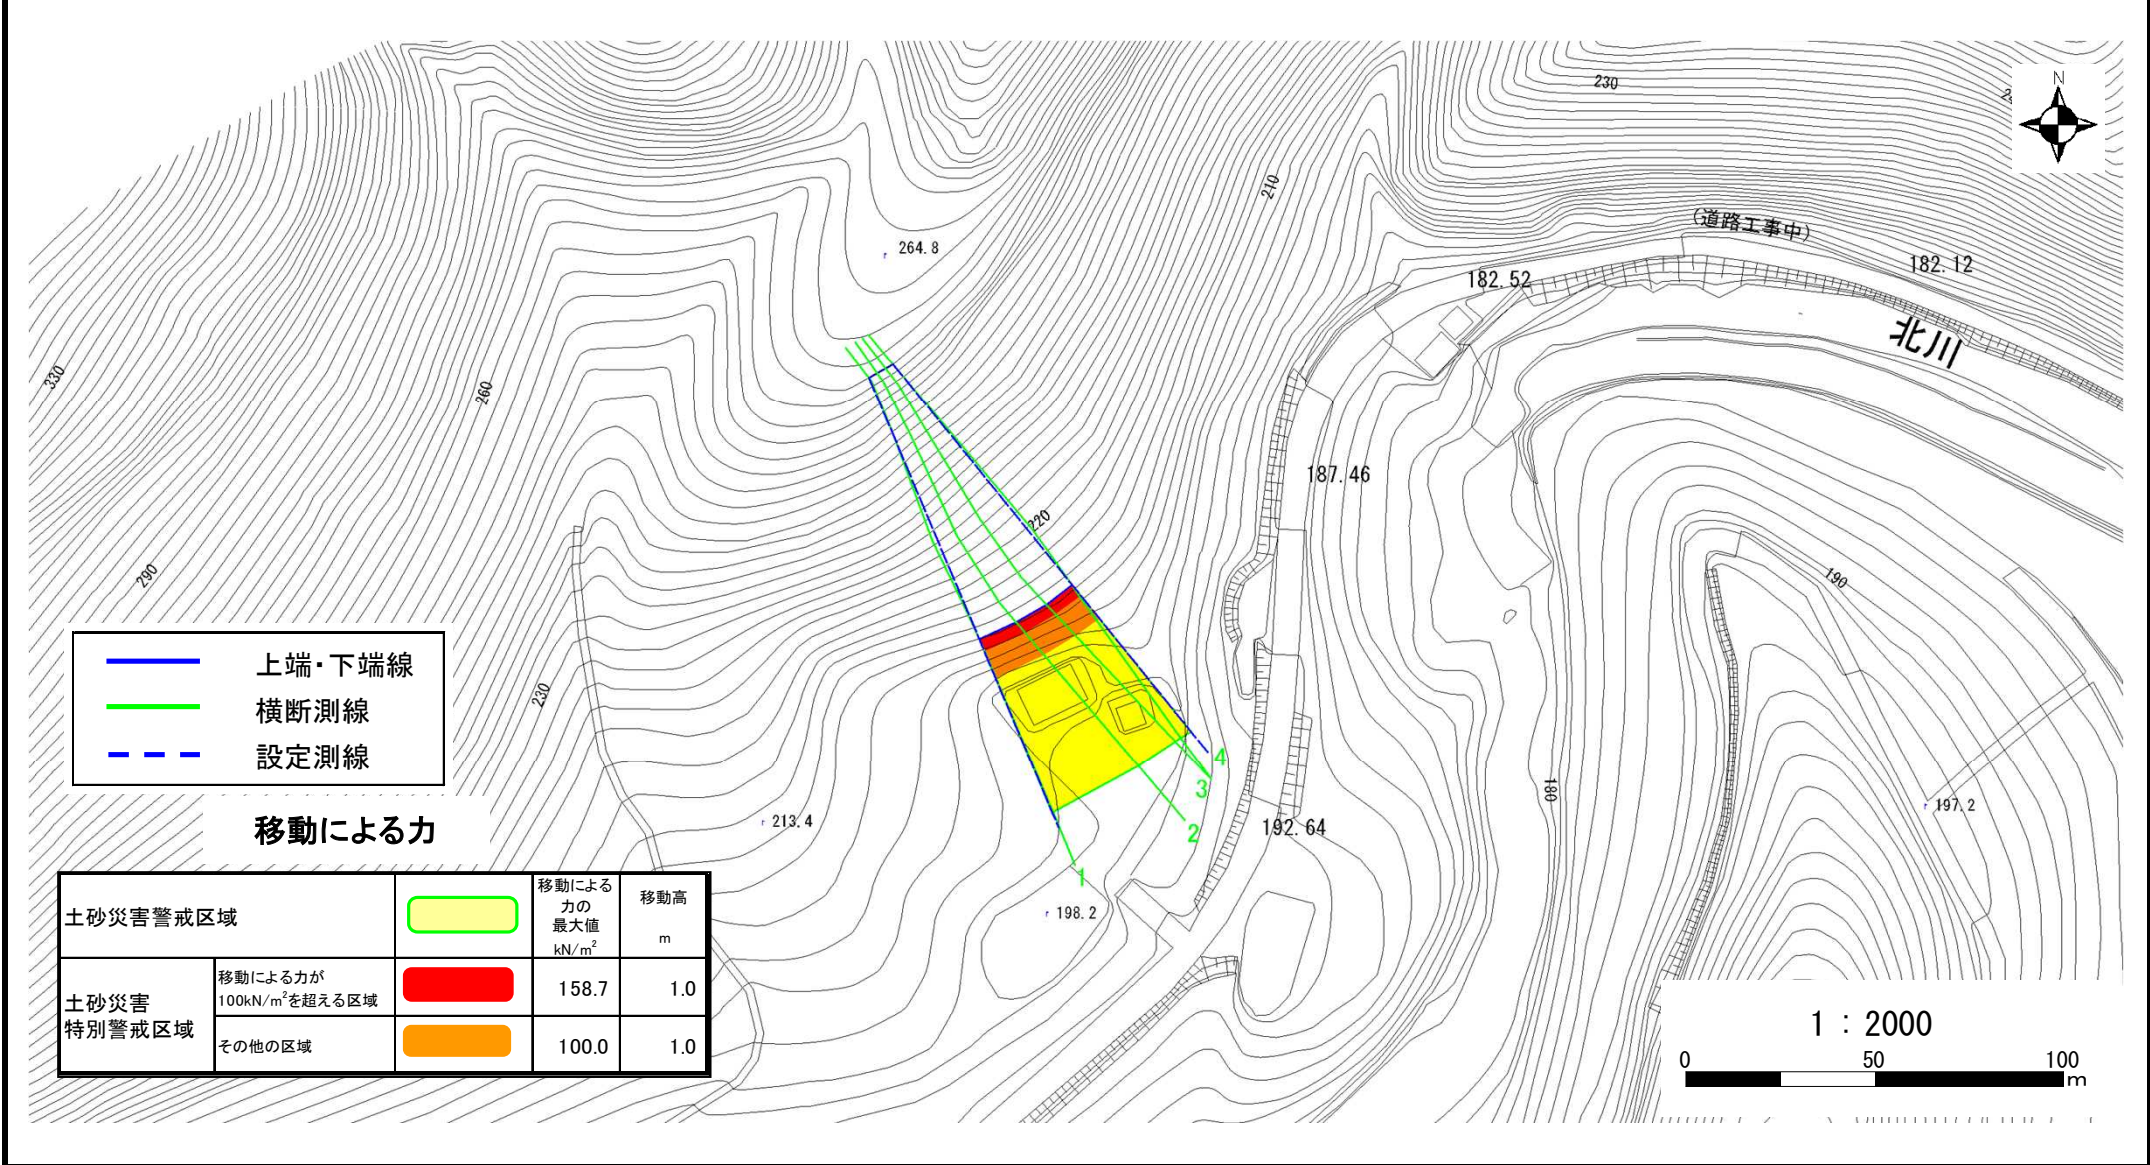 N
230
210
(道路工事中)
264.8
182.52
182.12
北川
330
260
187.46
220
290
190
230
上端・下端線
横断測線
設定測線
4
3
2
1
180
197.2
213.4
192.64
198.2
移動による力
土砂災害警戒区域
移動による
力の
最大値
kN/m²
移動高
m
土砂災害
特別警戒区域
移動による力が
100kN/m²を超える区域
158.7
1.0
その他の区域
100.0
1.0
1 : 2000
0 50 100
m